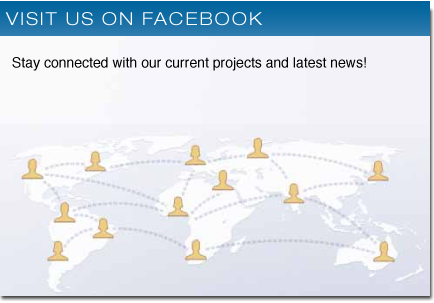 VISIT US ON FACEBOOK
Stay connected with our current projects and latest news!